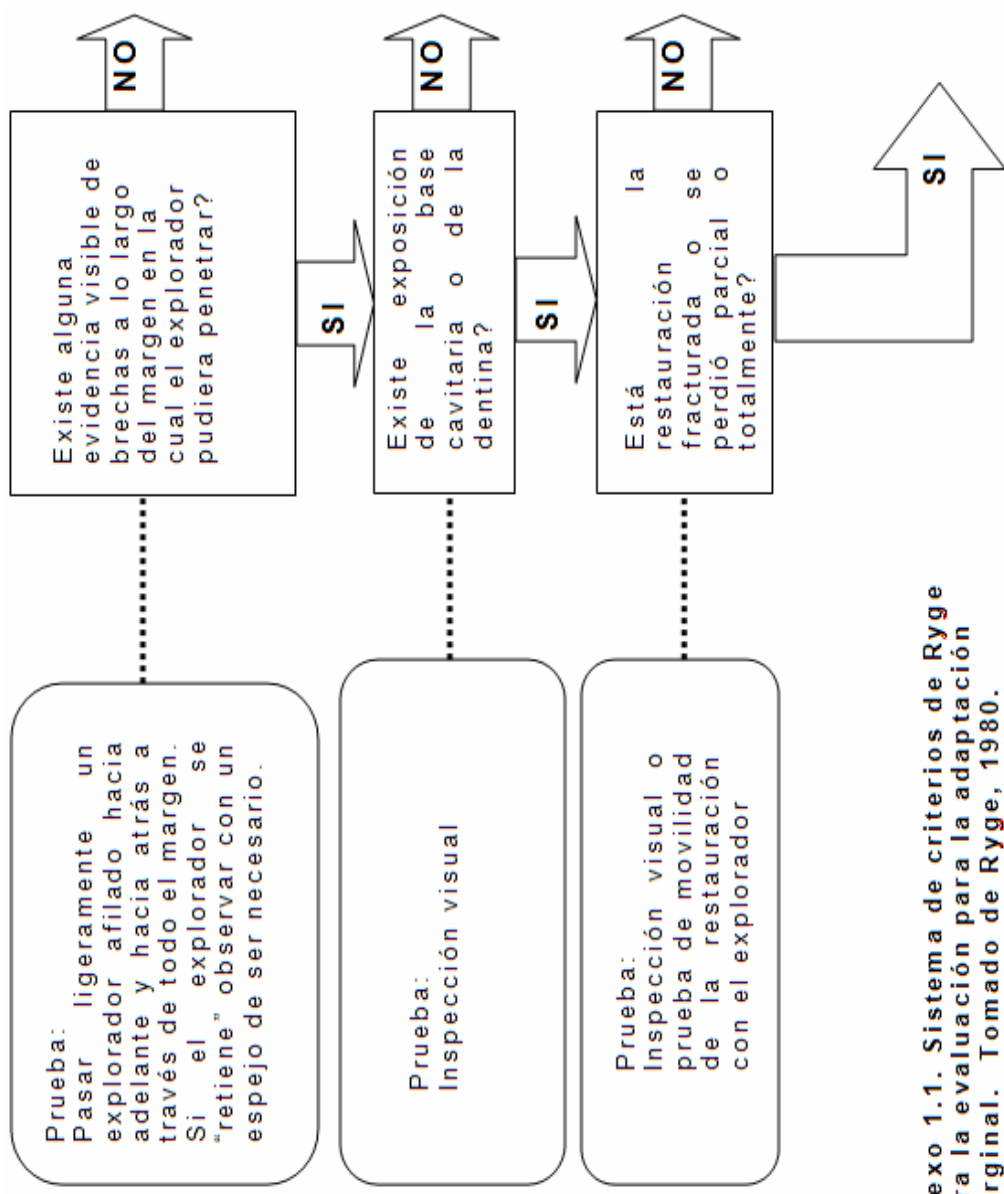 Prueba:
Pasar ligeramente un
explorador afilado hacia
adelante y hacia atrás a
través de todo el margen.
Si el explorador se
“retiene” observar con un
espejo de ser necesario.
Existe alguna
evidencia visible de
brechas a lo largo
del margen en la
cual el explorador
pudiera penetrar?
NO
SI
Prueba:
Inspección visual
Existe exposición
de la base
cavitaria o de la
dentina?
NO
SI
Prueba:
Inspección visual o
prueba de movilidad
de la restauración
con el explorador
Está la
restauración
fracturada o se
perdió parcial o
totalmente?
NO
SI
exo 1.1. Sistema de criterios de Ryge
ra la evaluación para la adaptación
rginal. Tomado de Ryge, 1980.